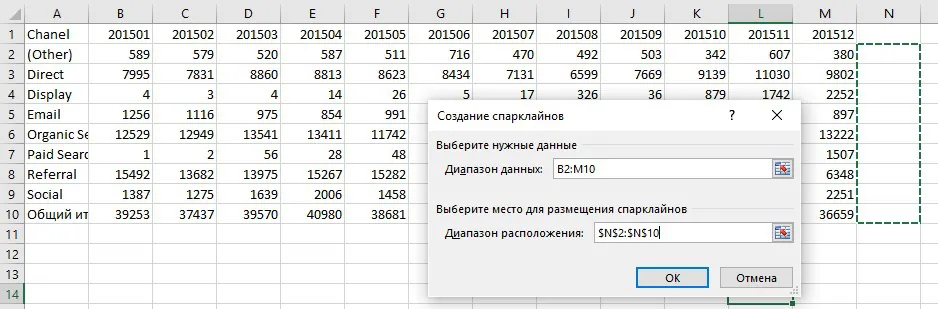 A B C D E F G H I J K L M N
1 Chanel 201501 201502 201503 201504 201505 201506 201507 201508 201509 201510 201511 201512
2 (Other) 589 579 520 587 511 716 470 492 503 342 607 380
3 Direct 7995 7831 8860 8813 8623 8434 7131 6599 7669 9139 11030 9802
4 Display 4 3 4 14 26 5 17 326 36 879 1742 2252
5 Email 1256 1116 975 854 991 897
6 Organic Se 12529 12949 13541 13411 11742 13222
7 Paid Searc 1 2 56 28 48 1507
8 Referral 15492 13682 13975 15267 15282 6348
9 Social 1387 1275 1639 2006 1458 2251
10 Общий ит 39253 37437 39570 40980 38681 36659
11
12
13
14
Создание спарклайнов ? ×
Выберите нужные данные
Диапазон данных: B2:M10
Выберите место для размещения спарклайнов
Диапазон расположения: $N$2:$N$10
ОК Отмена